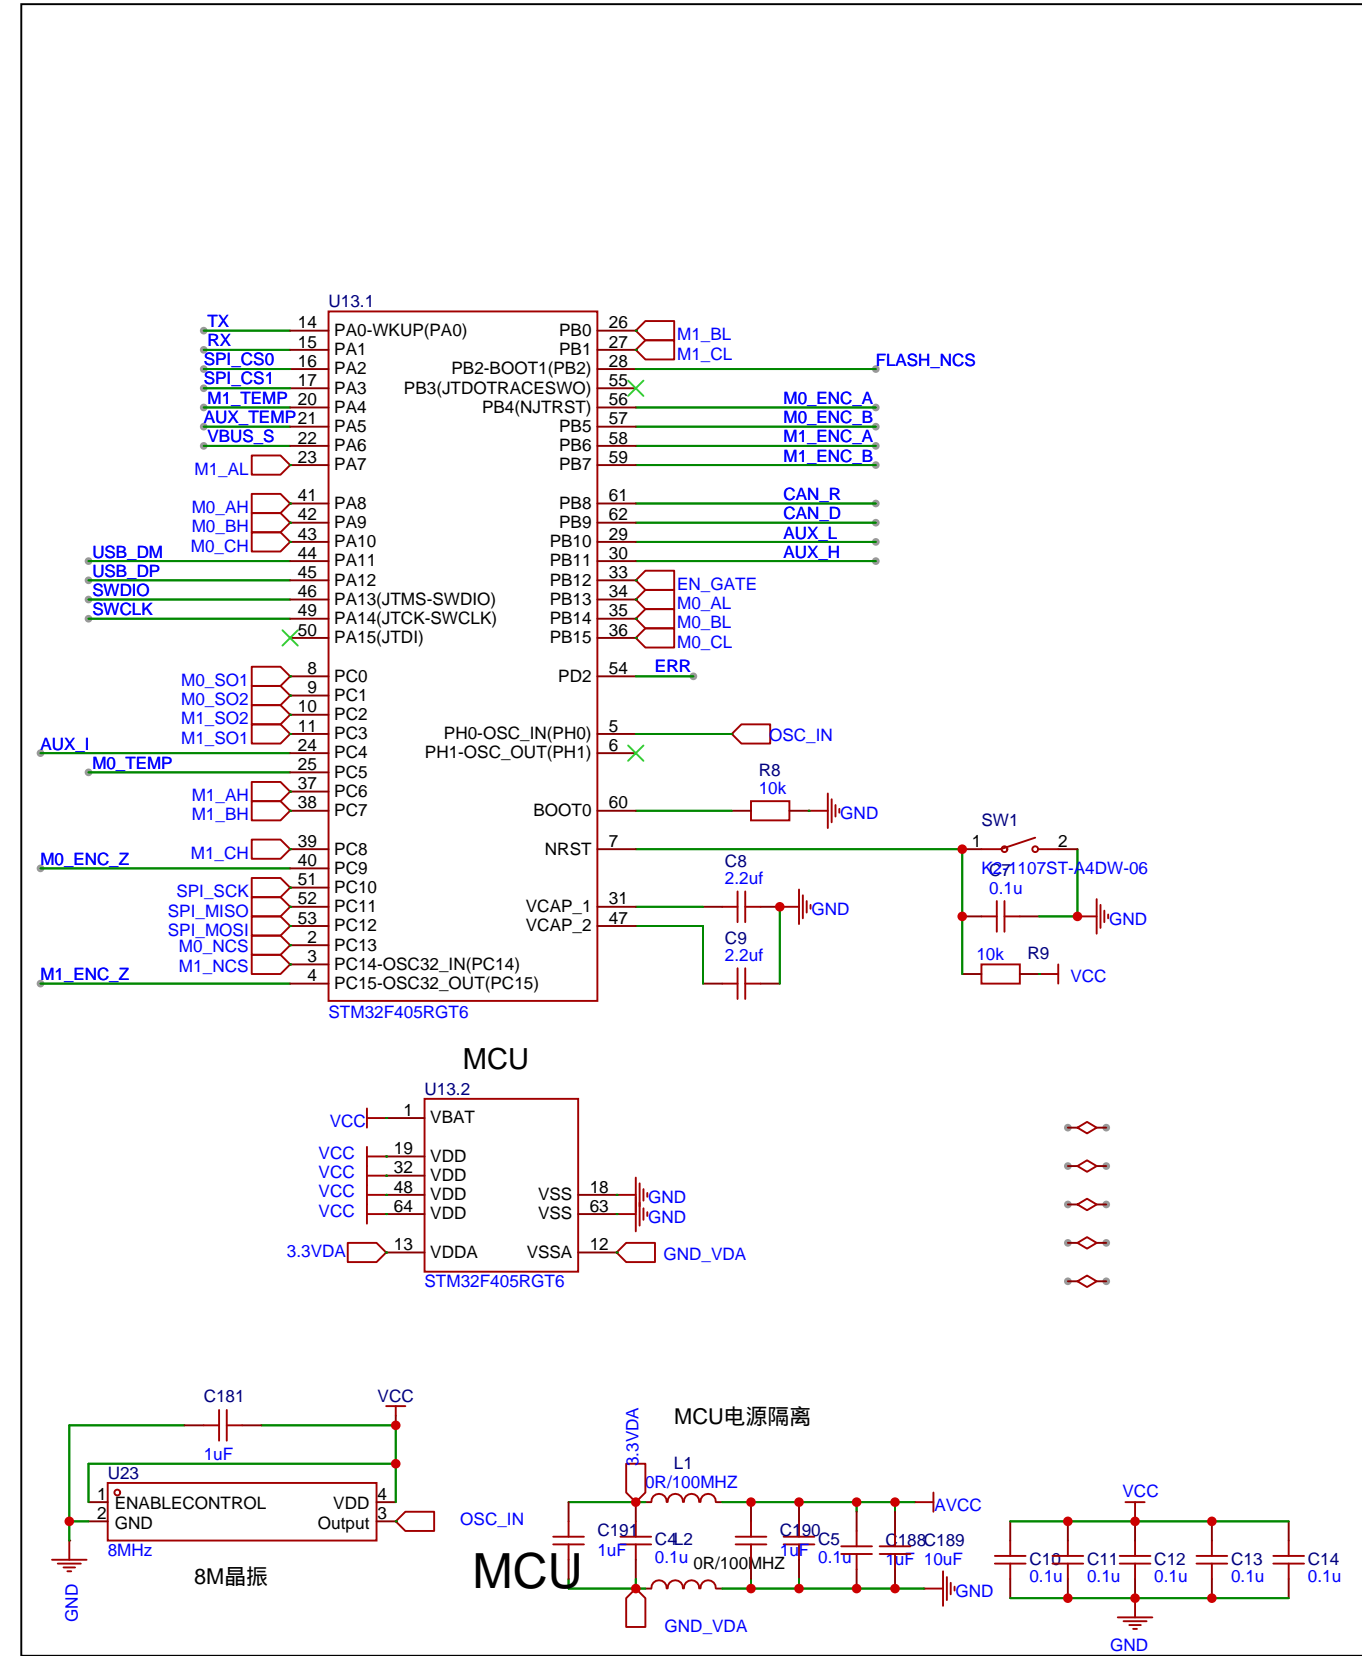 U13.1
TX 14 PA0-WKUP(PA0) PB0 26 M1_BL
RX 15 PA1 PB1 27 M1_CL
SPI_CS0 16 PA2 PB2-BOOT1(PB2) 28 FLASH_NCS
SPI_CS1 17 PA3 PB3(JTDOTRACESWO) 55
M1_TEMP 20 PA4 PB4(NJTRST) 56 M0_ENC_A
AUX_TEMP 21 PA5 PB5 57 M0_ENC_B
VBUS_S 22 PA6 PB6 58 M1_ENC_A
M1_AL 23 PA7 PB7 59 M1_ENC_B
M0_AH 41 PA8 PB8 61 CAN_R
M0_BH 42 PA9 PB9 62 CAN_D
M0_CH 43 PA10 PB10 29 AUX_L
USB_DM 44 PA11 PB11 30 AUX_H
USB_DP 45 PA12 PB12 33 EN_GATE
SWDIO 46 PA13(JTMS-SWDIO) PB13 34 M0_AL
SWCLK 49 PA14(JTCK-SWCLK) PB14 35 M0_BL
50 PA15(JTDI) PB15 36 M0_CL
M0_SO1 8 PC0 PD2 54 ERR
M0_SO2 9 PC1
M1_SO2 10 PC2
M1_SO1 11 PC3 PH0-OSC_IN(PH0) 5 OSC_IN
AUX_I 24 PC4 PH1-OSC_OUT(PH1) 6
M0_TEMP 25 PC5
R8
10k
M1_AH 37 PC6
M1_BH 38 PC7 BOOT0 60 GND
SW1
M1_CH 39 PC8 NRST 7 1 2
M0_ENC_Z 40 PC9
K2-1107ST-A4DW-06
C7
0.1u
GND
C8
2.2uf
SPI_SCK 51 PC10
SPI_MISO 52 PC11 VCAP_1 31 GND
SPI_MOSI 53 PC12 VCAP_2 47
M0_NCS 2 PC13
C9
2.2uf
M1_NCS 3 PC14-OSC32_IN(PC14)
M1_ENC_Z 4 PC15-OSC32_OUT(PC15)
10k R9
VCC
STM32F405RGT6
MCU
U13.2
VCC 1 VBAT
VCC 19 VDD
VCC 32 VDD
VCC 48 VDD VSS 18 GND
VCC 64 VDD VSS 63 GND
3.3VDA 13 VDDA VSSA 12 GND_VDA
STM32F405RGT6
C181
1uF
VCC
U23
1 ENABLECONTROL VDD 4
2 GND Output 3 OSC_IN
8MHz
GND
8M晶振
MCU电源隔离
3.3VDA
L1
0R/100MHZ
AVCC
C191
1uF
C4
0.1u
L2
0R/100MHZ
C190
1uF
C5
0.1u
C188
1uF
C189
10uF
GND
GND_VDA
MCU
VCC
C10 C11 C12 C13 C14
0.1u 0.1u 0.1u 0.1u 0.1u
GND